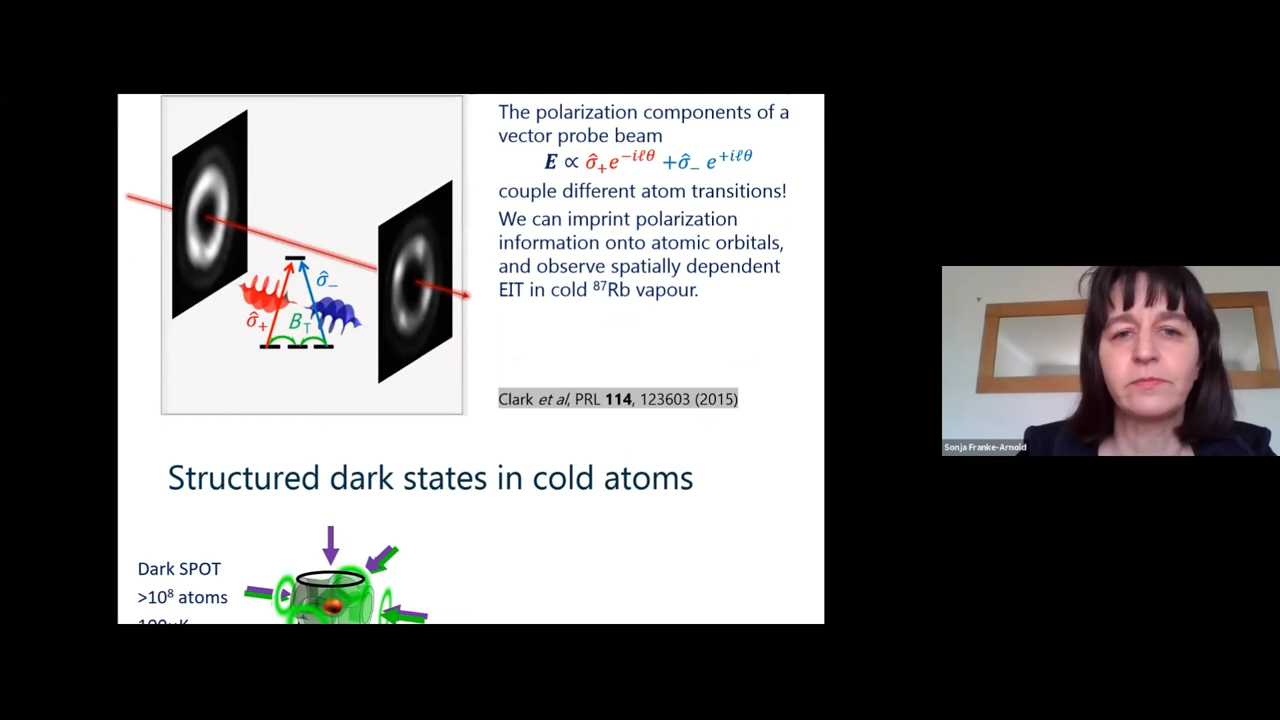 The polarization components of a
vector probe beam
E ∝ σ̂₊e^{-iℓθ} + σ̂₋ e^{+iℓθ}
couple different atom transitions!
We can imprint polarization
information onto atomic orbitals,
and observe spatially dependent
EIT in cold ⁸⁷Rb vapour.
σ̂₋
σ̂₊
B_T
Clark et al, PRL 114, 123603 (2015)
Structured dark states in cold atoms
Dark SPOT
>10⁸ atoms
Sonja Franke-Arnold